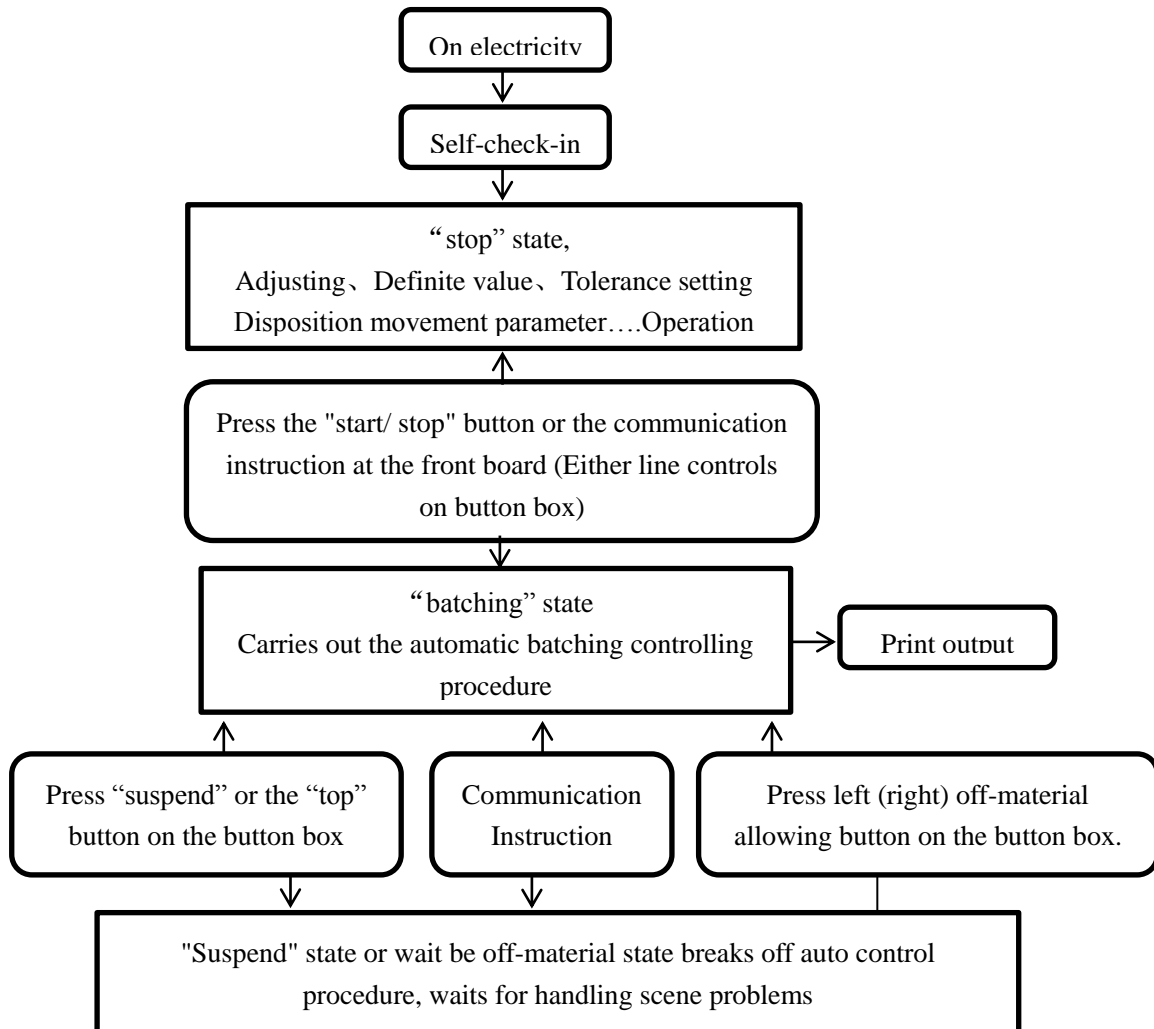 On electricity
Self-check-in
“stop” state,
Adjusting、Definite value、Tolerance setting
Disposition movement parameter….Operation
Press the "start/ stop" button or the communication
instruction at the front board (Either line controls
on button box)
“batching” state
Carries out the automatic batching controlling
procedure
Print output
Press “suspend” or the “top”
button on the button box
Communication
Instruction
Press left (right) off-material
allowing button on the button box.
"Suspend" state or wait be off-material state breaks off auto control
procedure, waits for handling scene problems